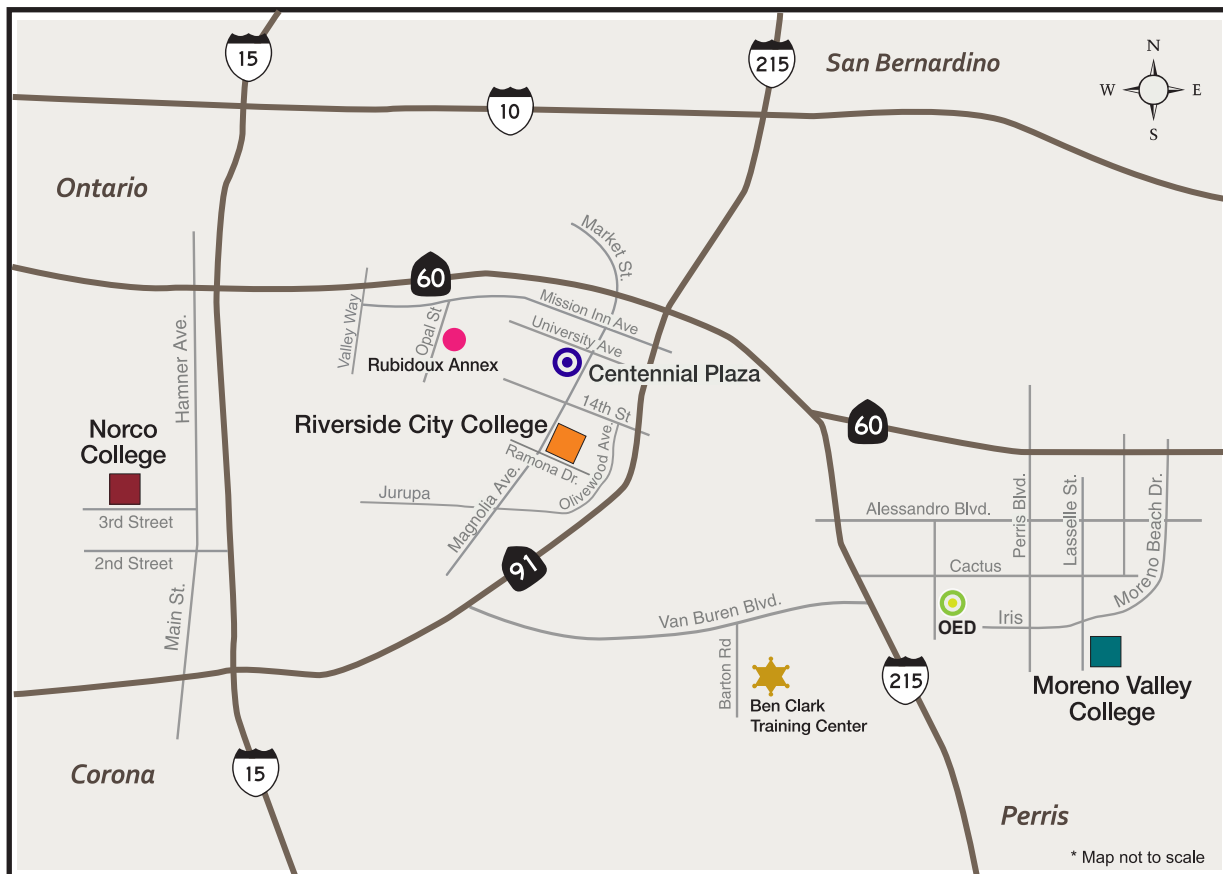 15
215
San Bernardino
N
W
E
S
10
Ontario
Market St.
60
Hamner Ave.
Valley Way
Opal St
Mission Inn Ave
University Ave
Rubidoux Annex
Centennial Plaza
14th St
Riverside City College
60
Norco
College
Ramona Dr.
Olivewood Ave.
Jurupa
Magnolia Ave.
3rd Street
2nd Street
Alessandro Blvd.
Perris Blvd.
Lasselle St.
Moreno Beach Dr.
91
Cactus
Main St.
Van Buren Blvd.
Iris
OED
Barton Rd
215
Ben Clark
Training Center
Moreno Valley
College
Corona
15
Perris
* Map not to scale